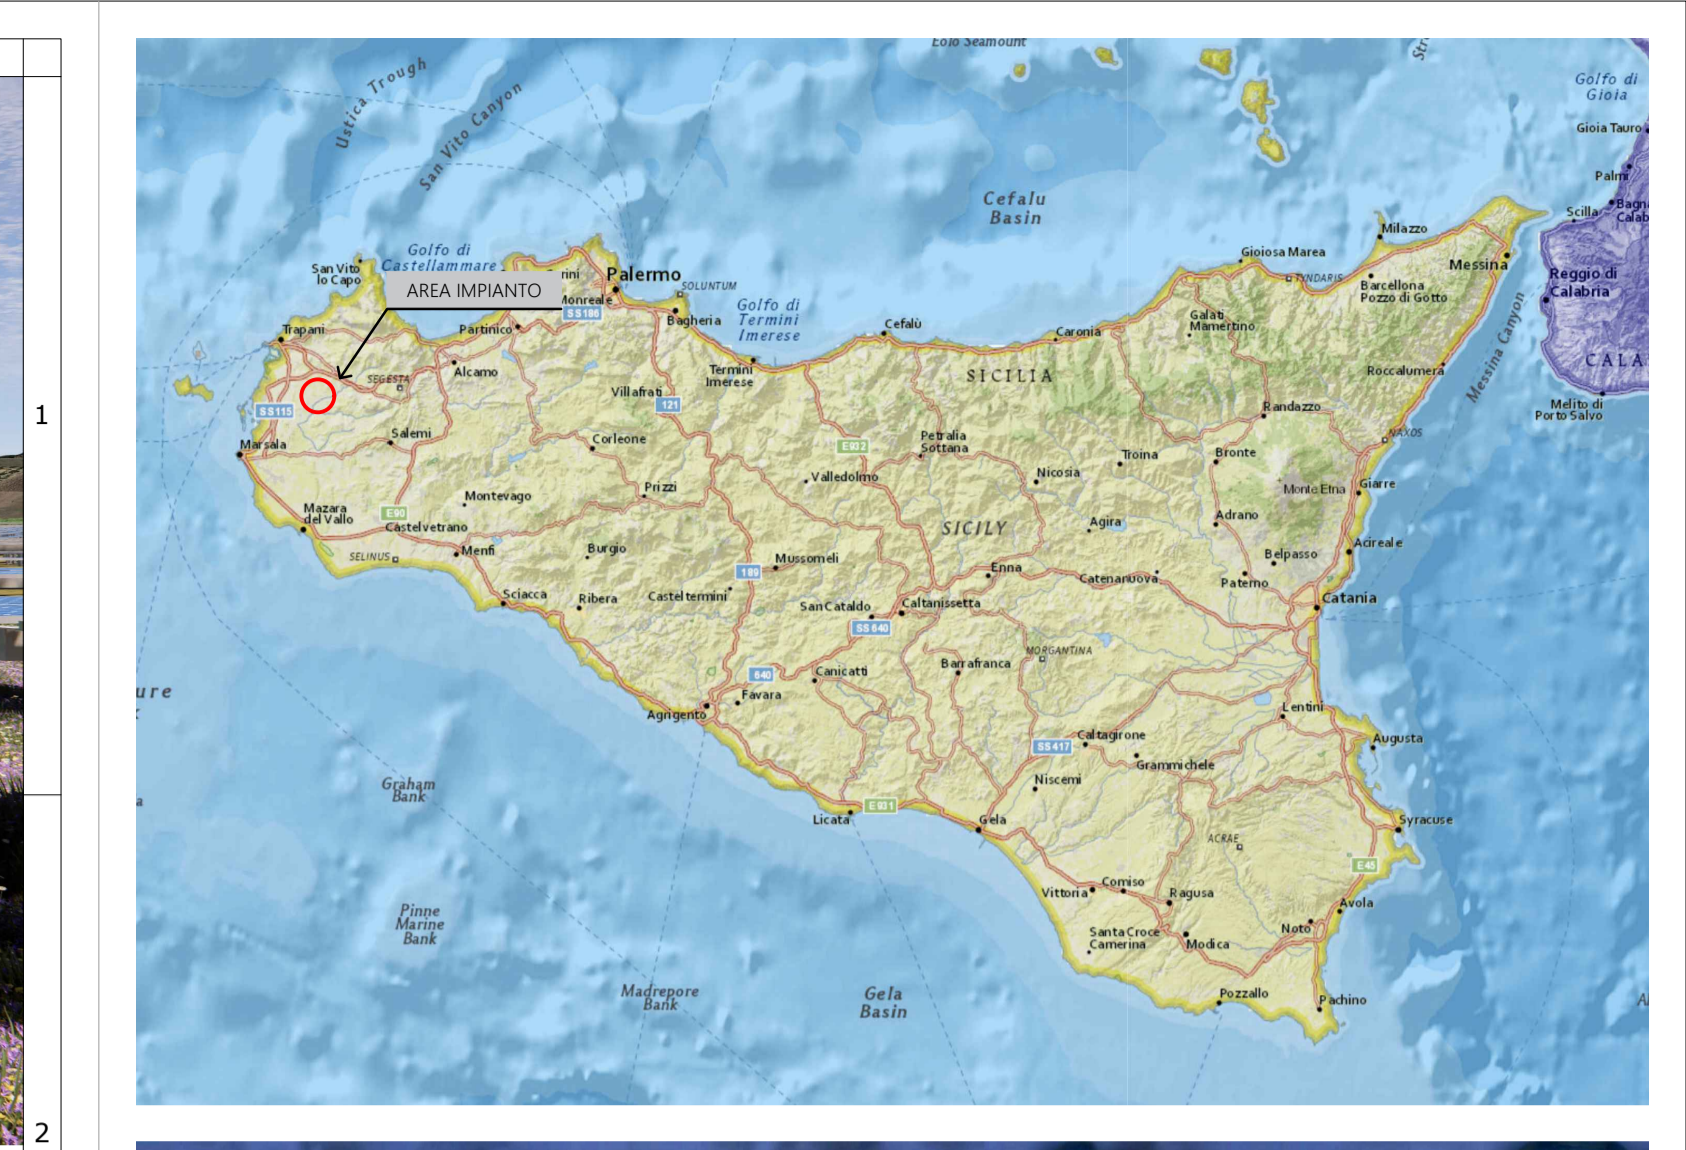 Eolo Seamount
Ustica Trough
San Vito Canyon
Golfo di
Gioia
Gioia Tauro
Palmi
Scilla
Cefalu
Basin
Milazzo
Gioiosa Marea
TYNDARIS
Messina
Barcellona
Pozzo di Gotto
Reggio di
Calabria
Golfo di
Castellammare
San Vito
lo Capo
Palermo
AREA IMPIANTO
Monreale
SS186
SOLUNTUM
Bagheria
Golfo di
Termini
Imerese
Trapani
Partinico
Cefalù
Caronia
Galati
Mamertino
Messina Canyon
SEGESTA
Alcamo
Termini
Imerese
SICILIA
Roccalumera
Villafrati
121
SS115
Randazzo
Melito di
Porto Salvo
1
Marsala
Salemi
Corleone
E932
Petralia
Sottana
NAXOS
Troina
Bronte
Nicosia
Valledolmo
Prizzi
Montevago
Monte Etna
Giarre
Mazara
del Vallo
E90
Castelvetrano
SICILY
Agira
Adrano
SELINUS
Menfi
Burgio
Mussomeli
Enna
Belpasso
Acireale
189
Catenanuova
Paterno
Sciacca
Ribera
Casteltermini
San Cataldo
Caltanissetta
Catania
SS640
MORGANTINA
640
Canicatti
Barrafranca
Favara
Agrigento
Lentini
SS417
Caltagirone
Augusta
Grammichele
Niscemi
Graham
Bank
Licata
E931
Gela
Syracuse
ACRAE
E45
Vittoria
Comiso
Ragusa
Avola
Pinne
Marine
Bank
Santa Croce
Camerina
Modica
Noto
Madrepore
Bank
Gela
Basin
Pozzallo
Pachino
2